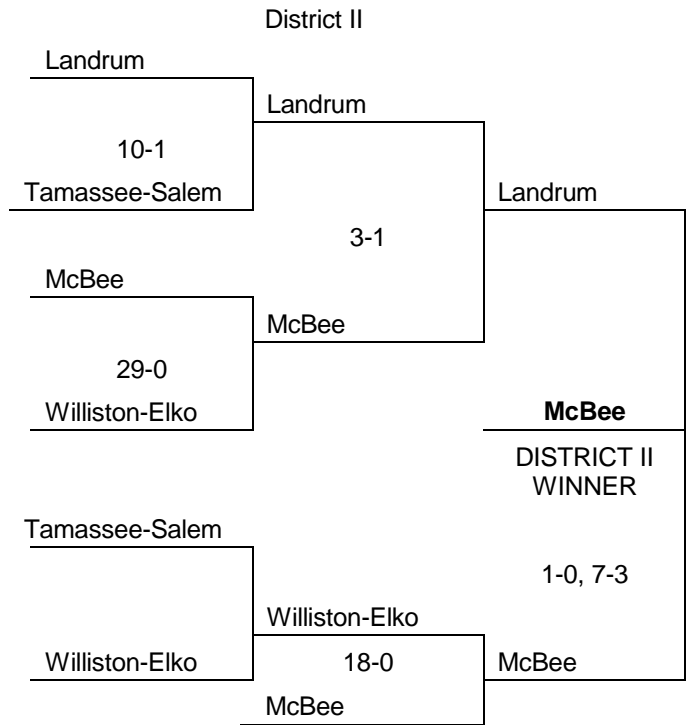 District II
Landrum
Landrum
10-1
Tamassee-Salem
Landrum
3-1
McBee
McBee
29-0
Williston-Elko
McBee
DISTRICT II
WINNER
Tamassee-Salem
1-0, 7-3
Williston-Elko
Williston-Elko
18-0
McBee
McBee